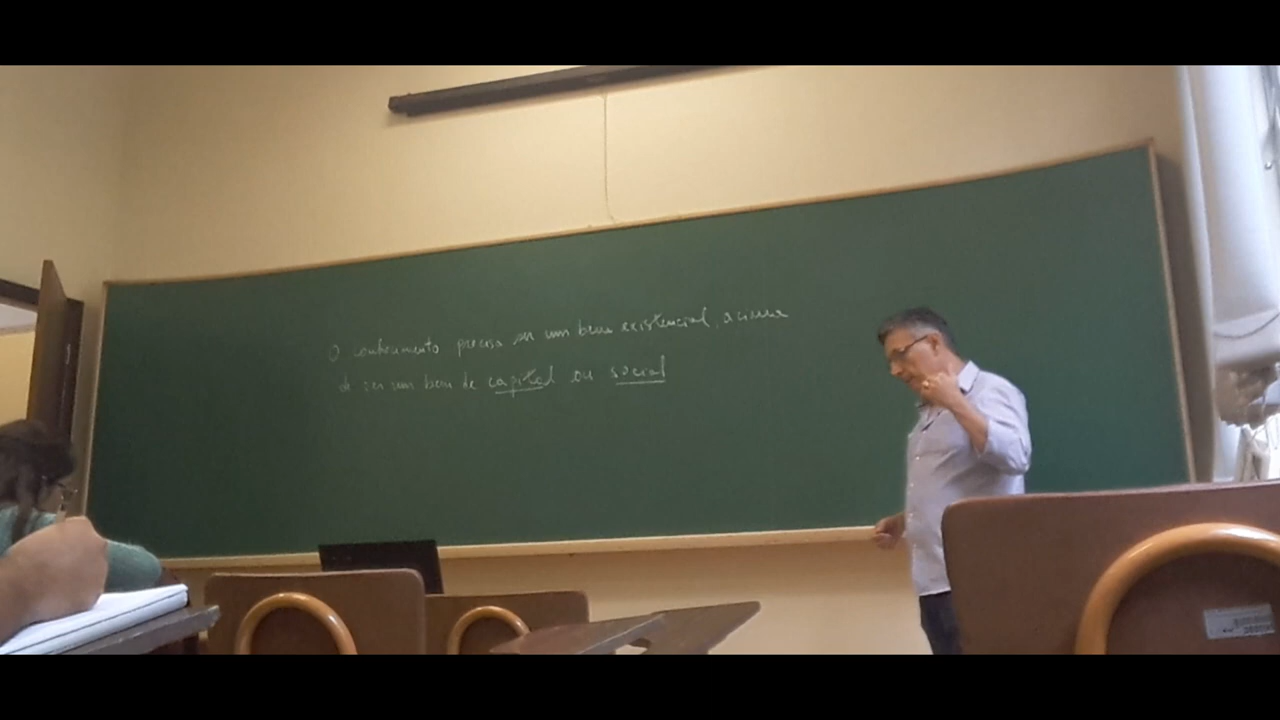 O conhecimento precisa ser um bem existencial, acima
de ser um bem de capital ou social